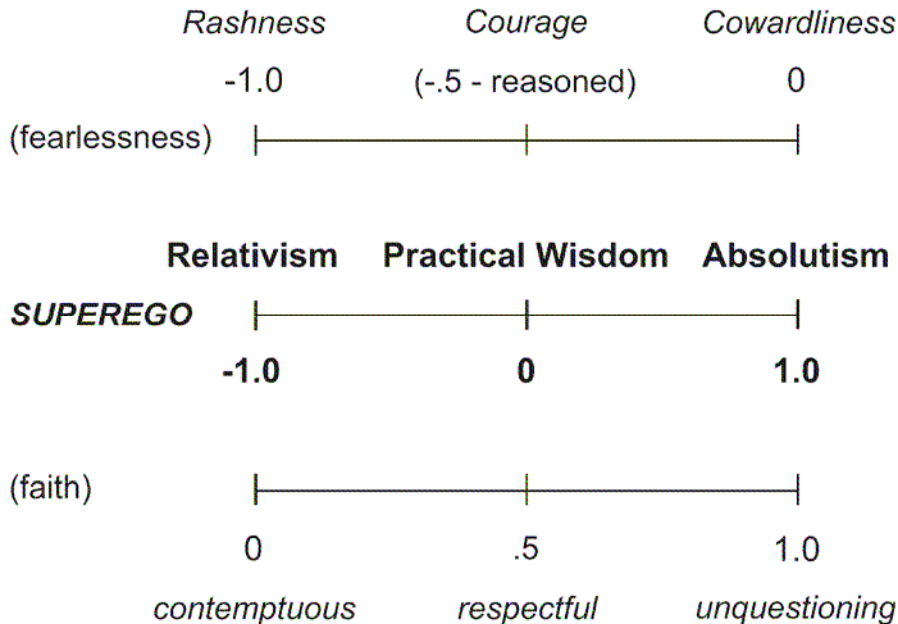 Rashness Courage Cowardliness
-1.0 (-.5 - reasoned) 0
(fearlessness)
Relativism Practical Wisdom Absolutism
SUPEREGO
-1.0 0 1.0
(faith)
0 .5 1.0
contemptuous respectful unquestioning